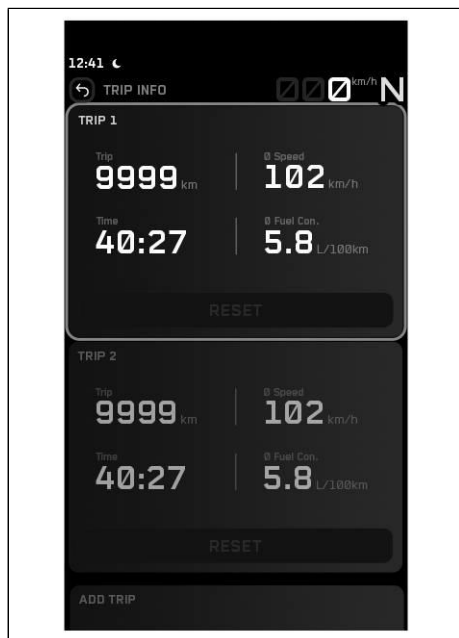 12:41
TRIP INFO 000 km/h N
TRIP 1
Trip Ø Speed
9999 km 102 km/h
Time Ø Fuel Con.
40:27 5.8 L/100km
RESET
TRIP 2
Trip Ø Speed
9999 km 102 km/h
Time Ø Fuel Con.
40:27 5.8 L/100km
RESET
ADD TRIP